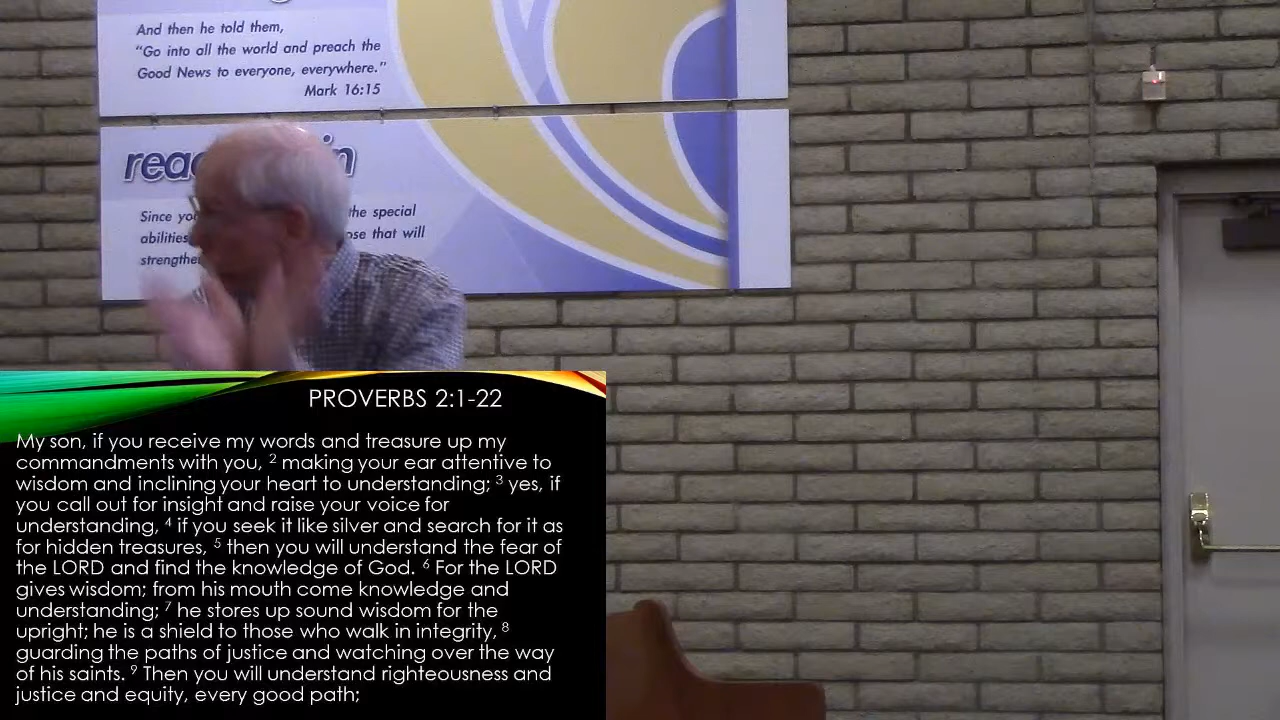 And then he told them,
"Go into all the world and preach the
Good News to everyone, everywhere."
Mark 16:15
Since you the special
abilities ose that will
PROVERBS 2:1-22
My son, if you receive my words and treasure up my
commandments with you, 2 making your ear attentive to
wisdom and inclining your heart to understanding; 3 yes, if
you call out for insight and raise your voice for
understanding, 4 if you seek it like silver and search for it as
for hidden treasures, 5 then you will understand the fear of
the LORD and find the knowledge of God. 6 For the LORD
gives wisdom; from his mouth come knowledge and
understanding; 7 he stores up sound wisdom for the
upright; he is a shield to those who walk in integrity, 8
guarding the paths of justice and watching over the way
of his saints. 9 Then you will understand righteousness and
justice and equity, every good path;